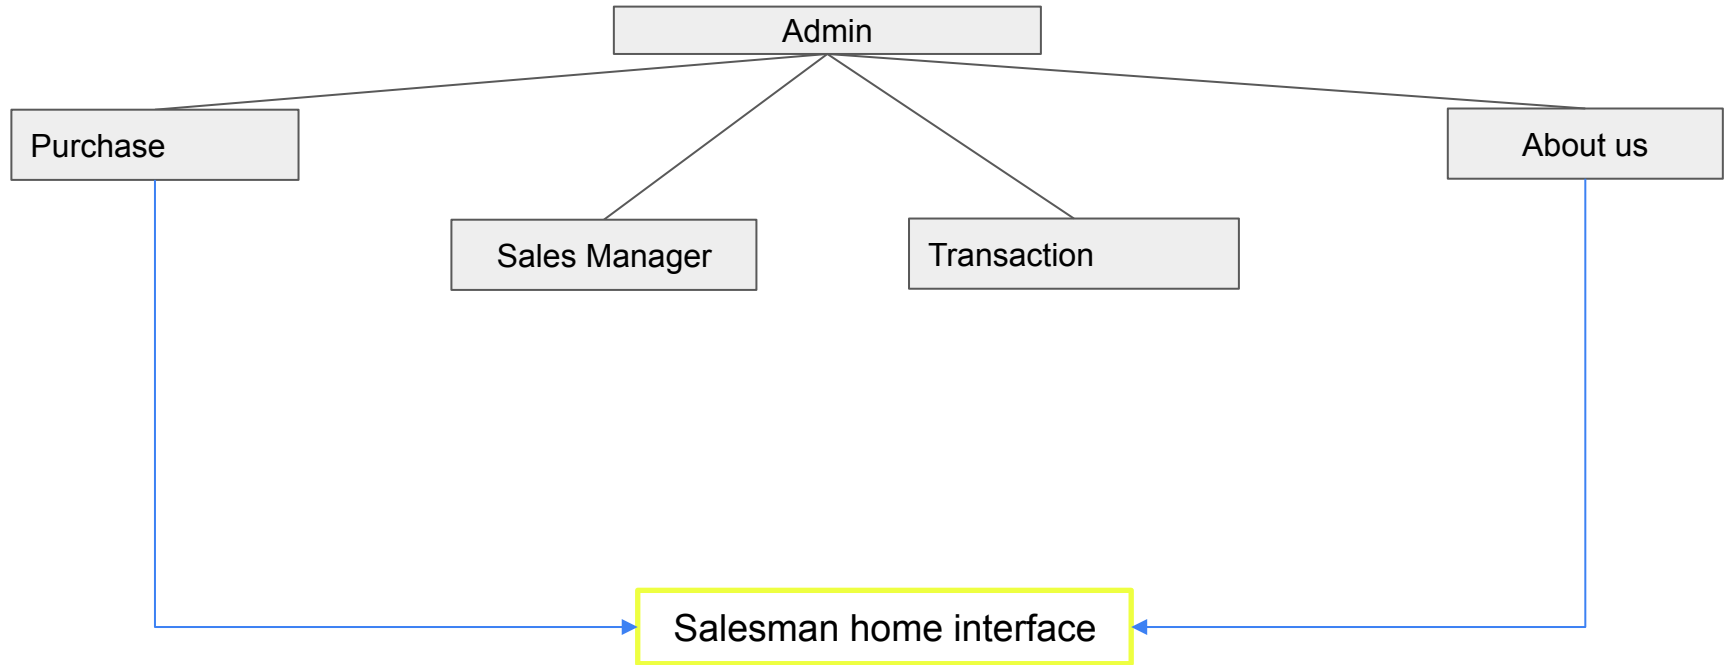 Admin
Purchase
About us
Sales Manager
Transaction
Salesman home interface